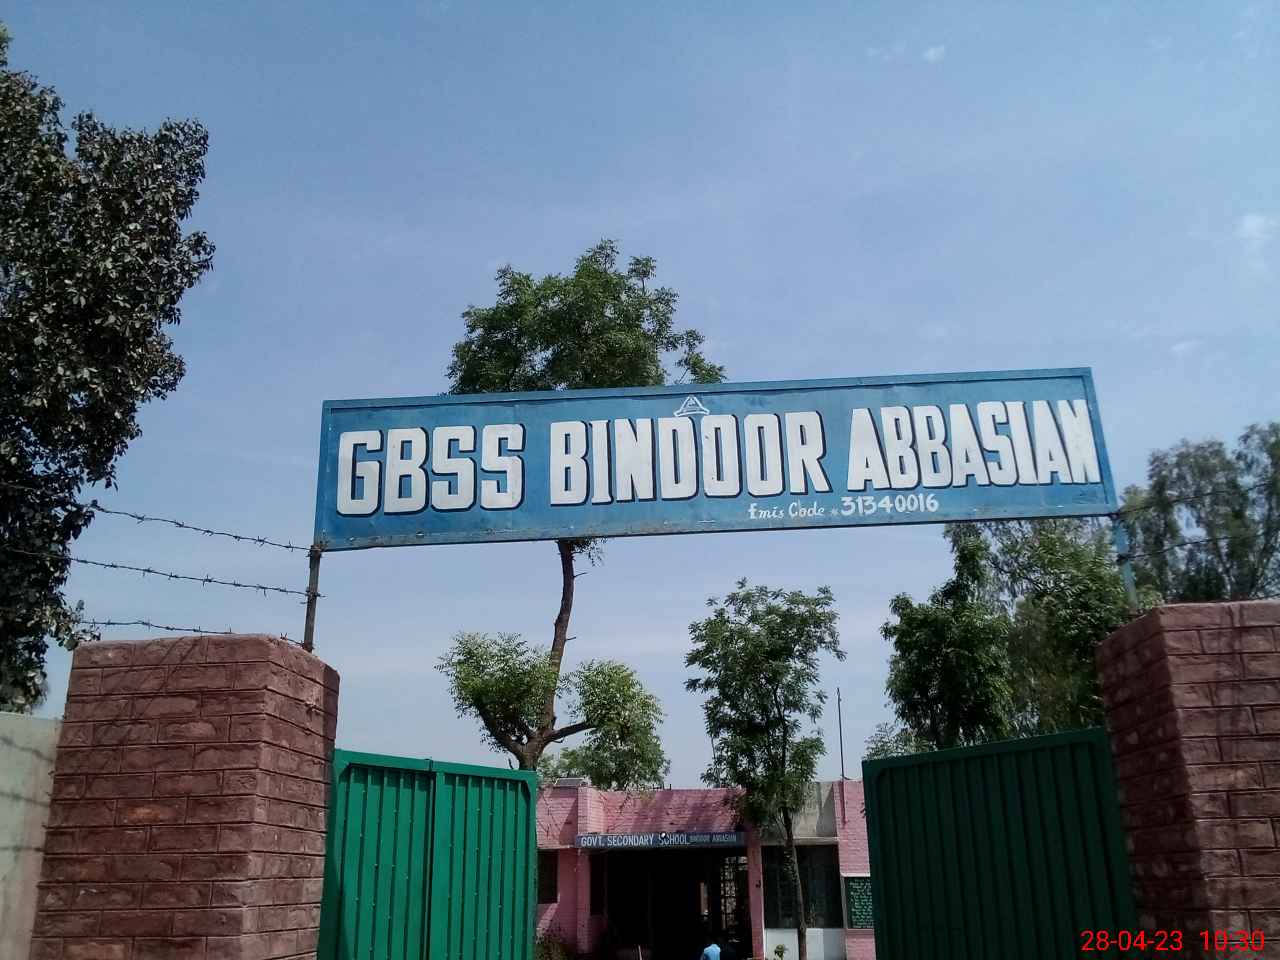 GBSS BINDOOR ABBASIAN
Emis Code * 31340016
GOVT. SECONDARY SCHOOL BINDOOR ABBASIAN
28-04-23 10:30